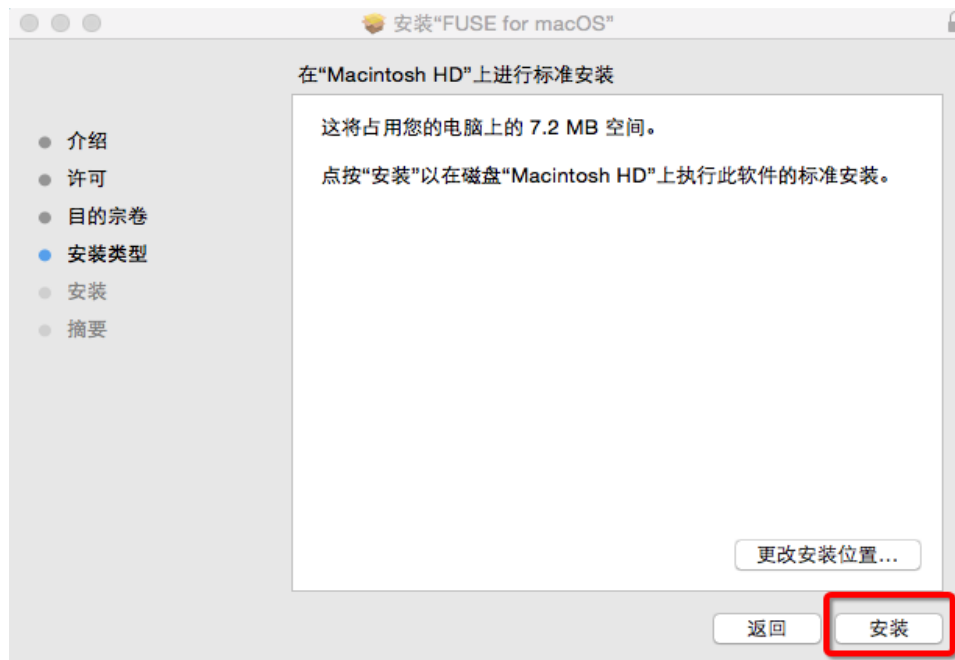 安装“FUSE for macOS”
在“Macintosh HD”上进行标准安装
介绍
许可
目的宗卷
安装类型
安装
摘要
这将占用您的电脑上的 7.2 MB 空间。
点按“安装”以在磁盘“Macintosh HD”上执行此软件的标准安装。
更改安装位置...
返回
安装